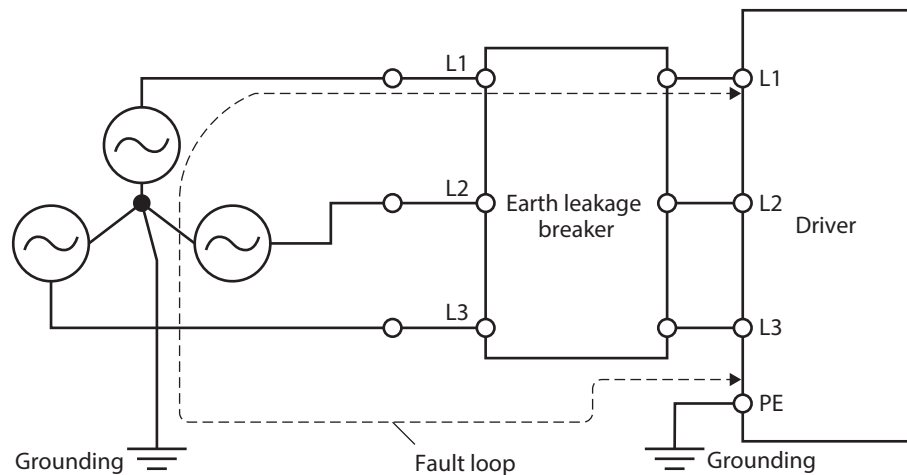 L1
L1
L2
Earth leakage
breaker
L2
Driver
L3
L3
PE
Grounding
Fault loop
Grounding